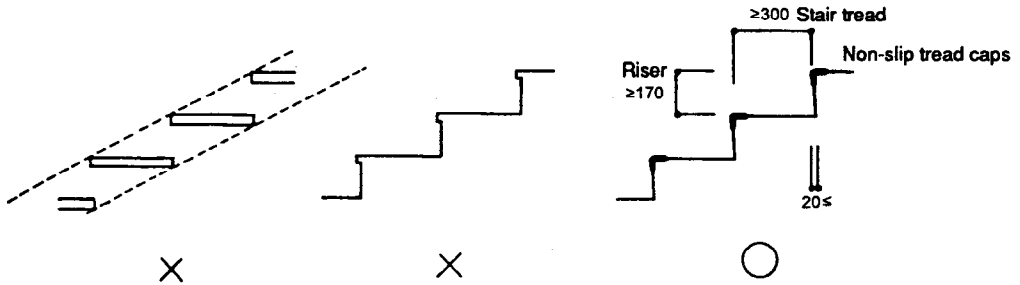 ≥300 Stair tread
Non-slip tread caps
Riser
≥170
20≤